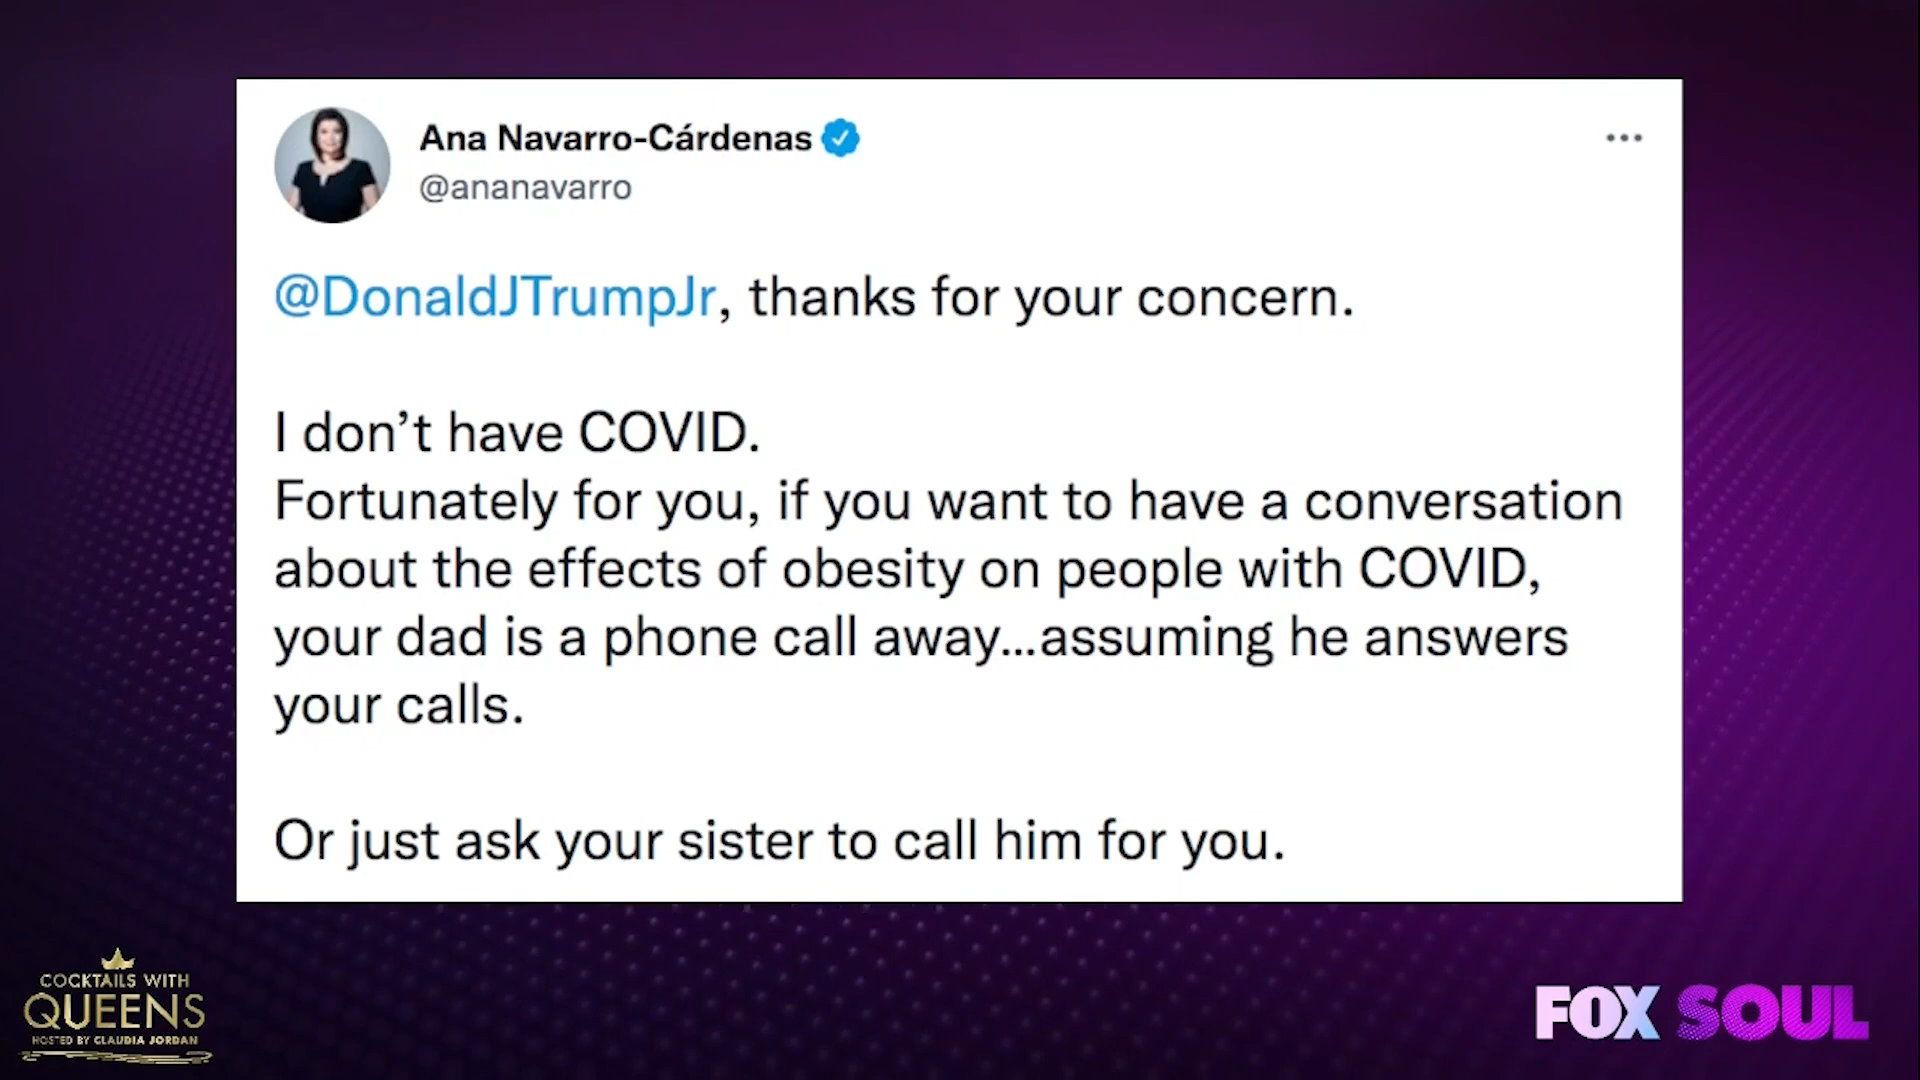 Ana Navarro-Cárdenas
@ananavarro
@DonaldJTrumpJr, thanks for your concern.
I don’t have COVID.
Fortunately for you, if you want to have a conversation
about the effects of obesity on people with COVID,
your dad is a phone call away...assuming he answers
your calls.
Or just ask your sister to call him for you.
COCKTAILS WITH
QUEENS
HOSTED BY CLAUDIA JORDAN
FOX SOUL